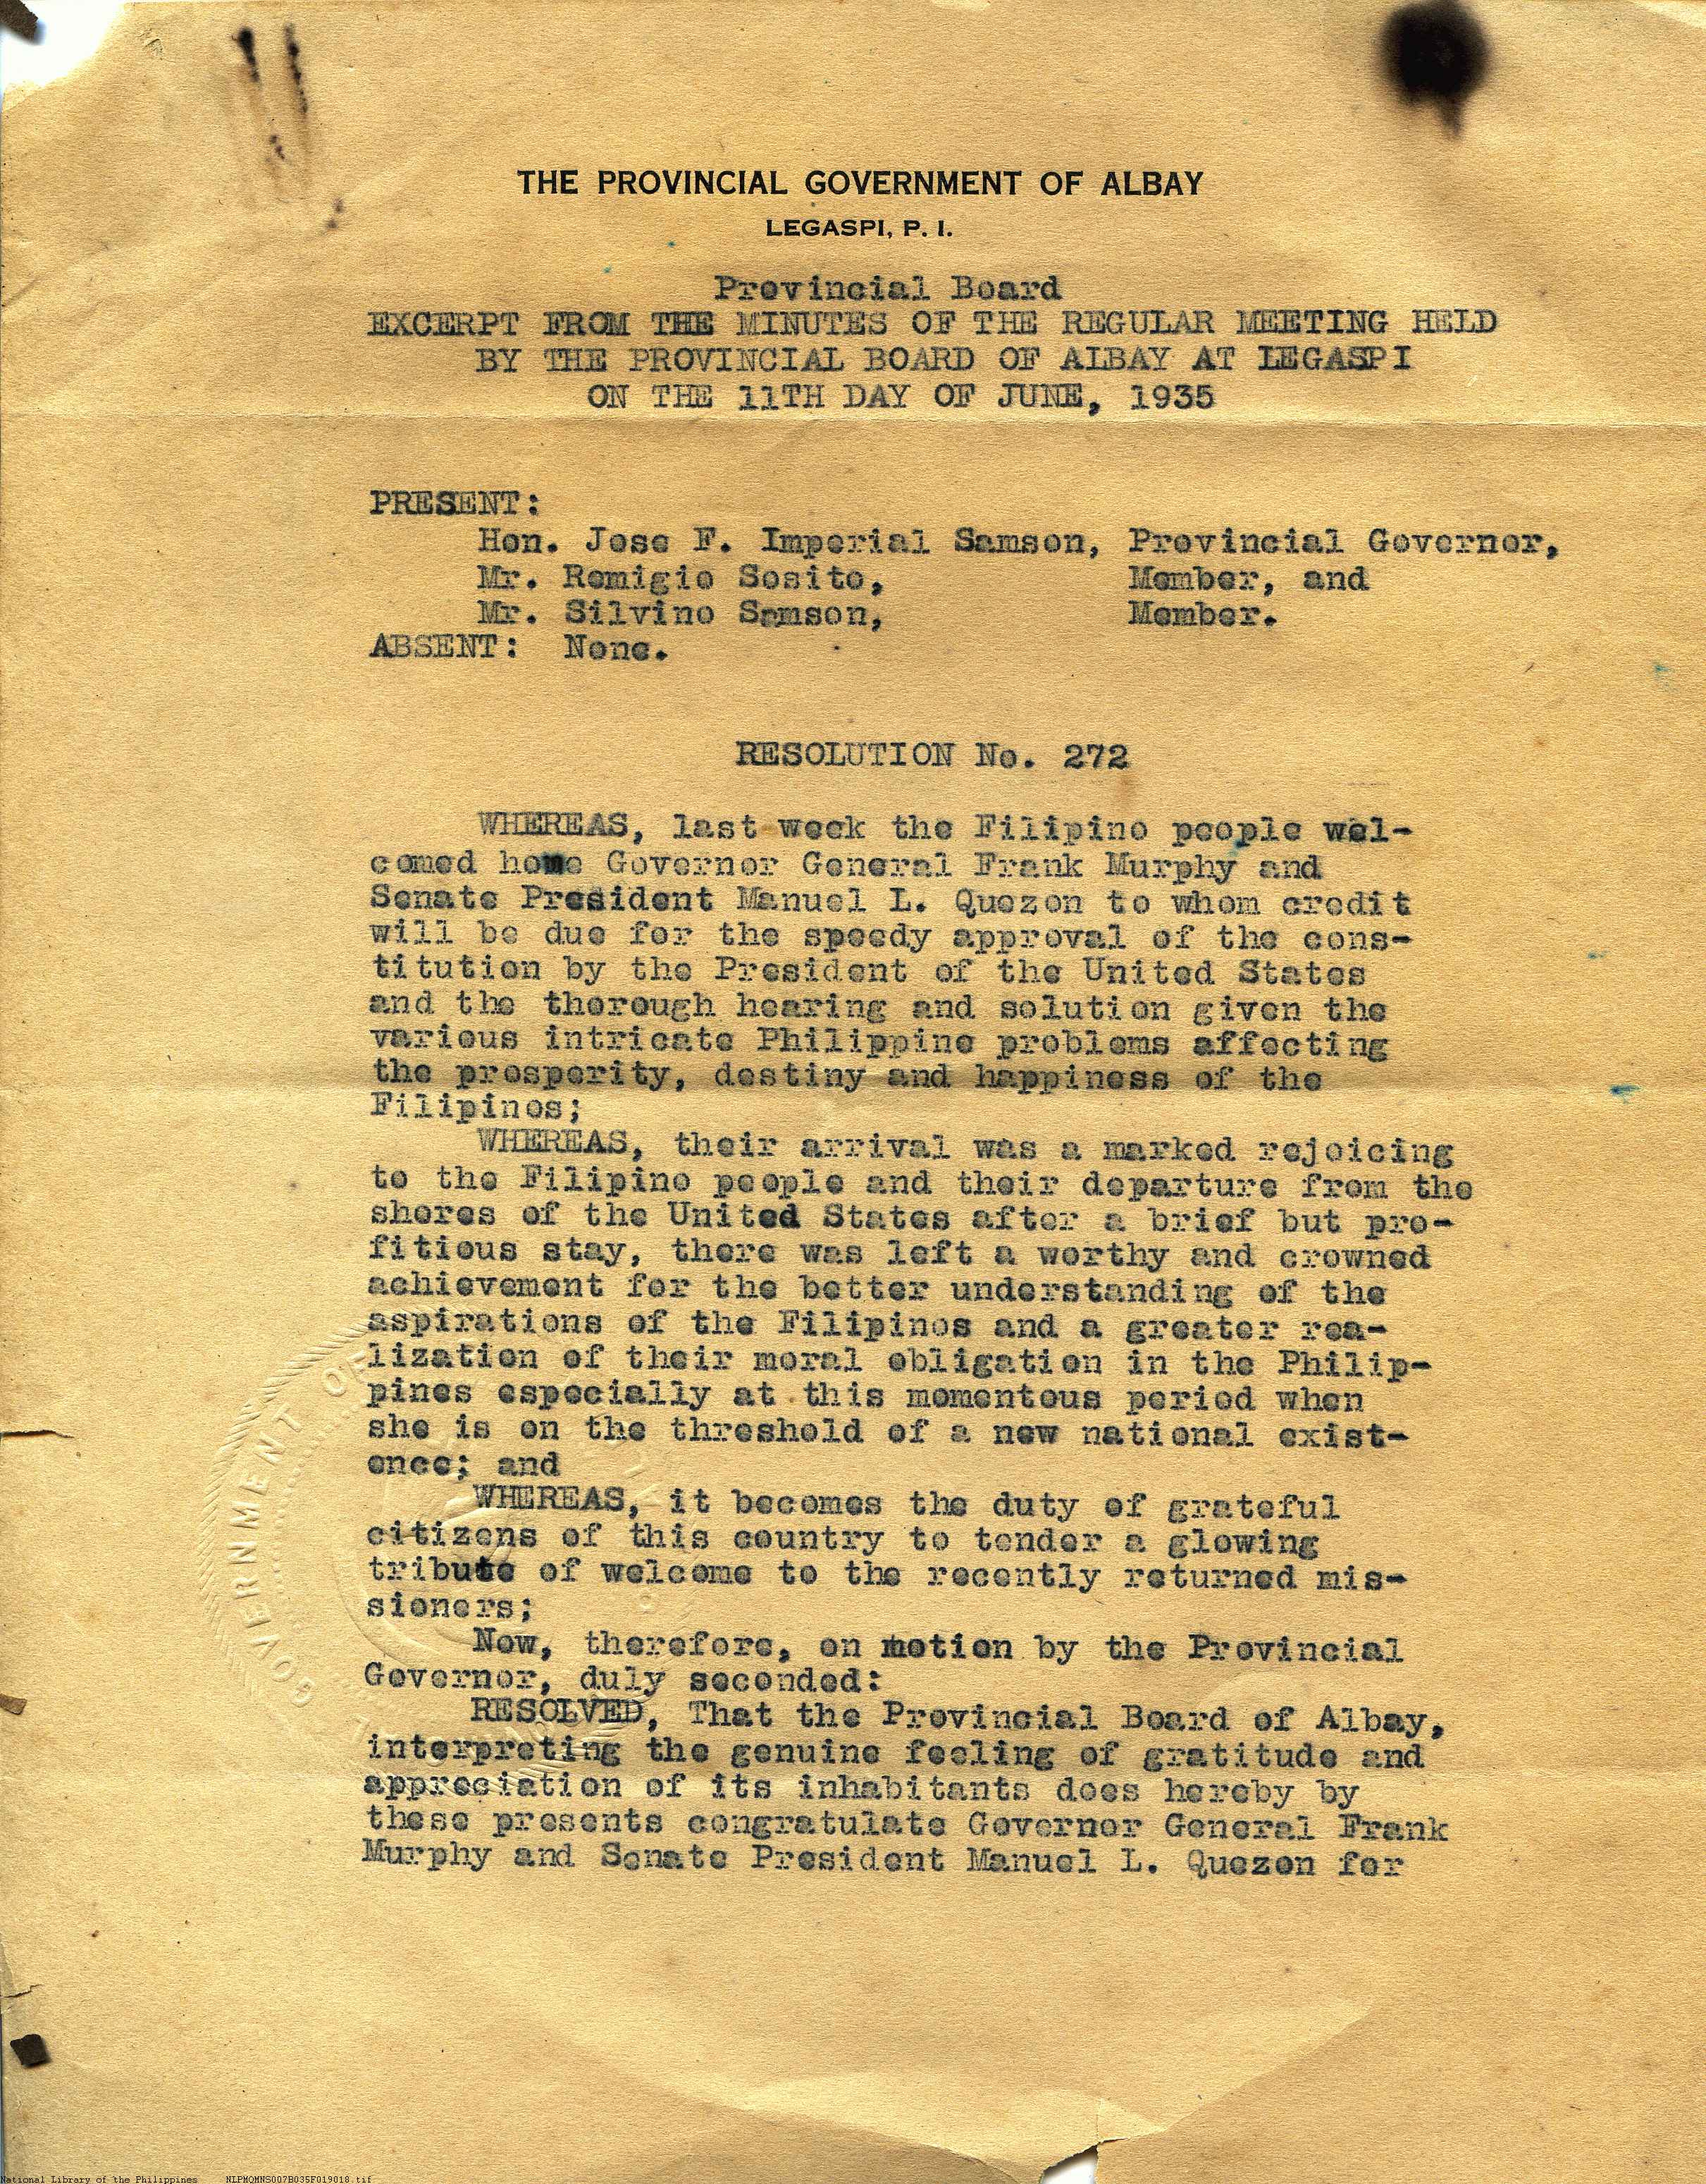 THE PROVINCIAL GOVERNMENT OF ALBAY
LEGASPI, P. I.
Provincial Board
EXCERPT FROM THE MINUTES OF THE REGULAR MEETING HELD
BY THE PROVINCIAL BOARD OF ALBAY AT LEGASPI
ON THE 11TH DAY OF JUNE, 1935
PRESENT:
Hon. Jose F. Imperial Samson, Provincial Governor,
Mr. Remigio Sosito, Member, and
Mr. Silvino Samson, Member.
ABSENT: None.
RESOLUTION No. 272
WHEREAS, last week the Filipino people wel-
comed home Governor General Frank Murphy and
Senate President Manuel L. Quezon to whom credit
will be due for the speedy approval of the cons-
titution by the President of the United States
and the thorough hearing and solution given the
various intricate Philippine problems affecting
the prosperity, destiny and happiness of the
Filipinos;
WHEREAS, their arrival was a marked rejoicing
to the Filipino people and their departure from the
shores of the United States after a brief but pro-
fitious stay, there was left a worthy and crowned
achievement for the better understanding of the
aspirations of the Filipinos and a greater rea-
lization of their moral obligation in the Philip-
pines especially at this momentous period when
she is on the threshold of a new national exist-
ence; and
WHEREAS, it becomes the duty of grateful
citizens of this country to tender a glowing
tribute of welcome to the recently returned mis-
sioners;
Now, therefore, on motion by the Provincial
Governor, duly seconded:
RESOLVED, That the Provincial Board of Albay,
interpreting the genuine feeling of gratitude and
appreciation of its inhabitants does hereby by
these presents congratulate Governor General Frank
Murphy and Senate President Manuel L. Quezon for
GOVERNMENT OF
National Library of the Philippines NLPMQMNS007B035F019018.tif